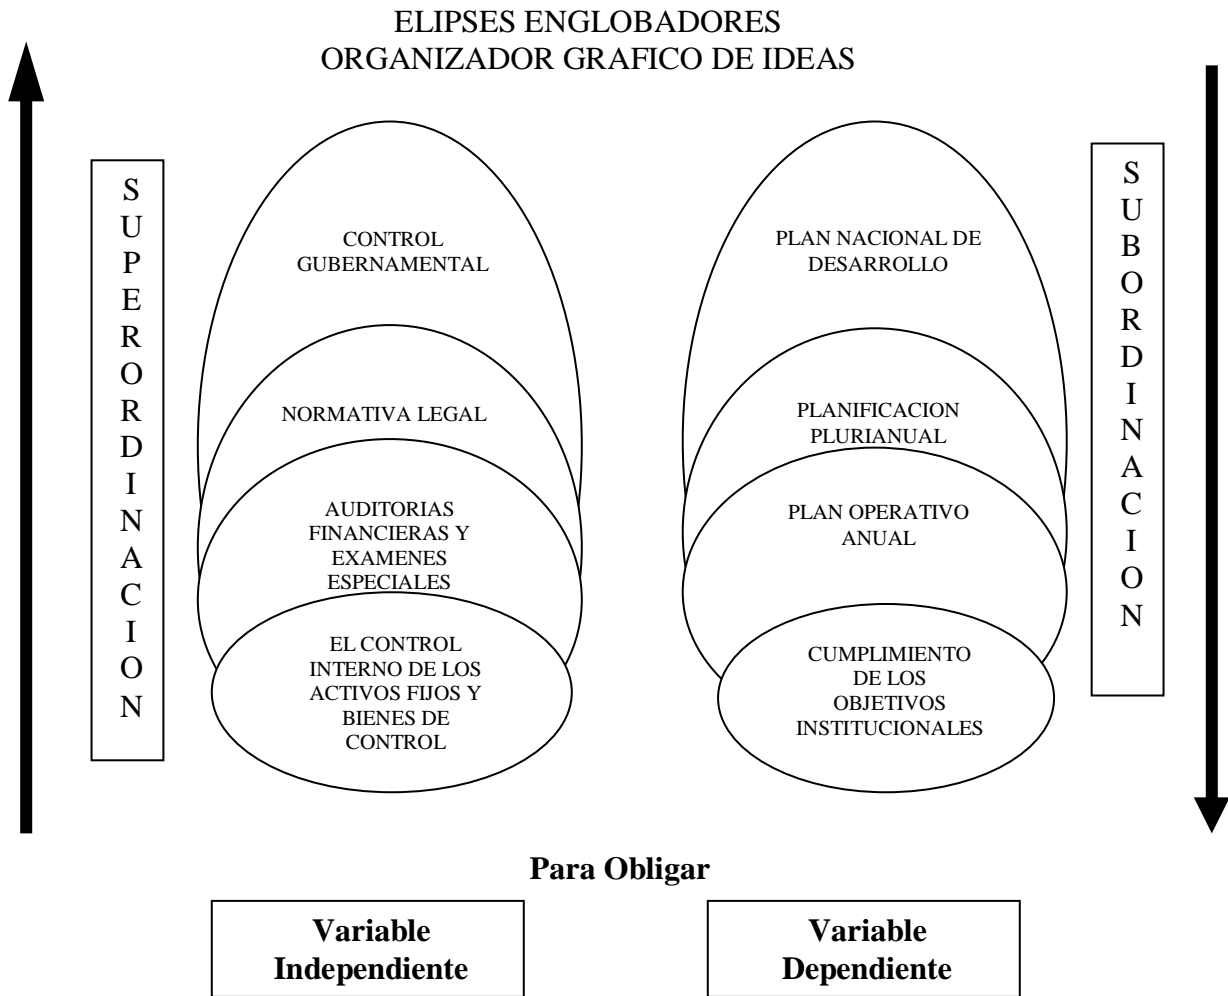 ELIPSES ENGLOBADORES
ORGANIZADOR GRAFICO DE IDEAS
S
U
P
E
R
O
R
D
I
N
A
C
I
O
N
CONTROL
GUBERNAMENTAL
NORMATIVA LEGAL
AUDITORIAS
FINANCIERAS Y
EXAMENES
ESPECIALES
EL CONTROL
INTERNO DE LOS
ACTIVOS FIJOS Y
BIENES DE
CONTROL
PLAN NACIONAL DE
DESARROLLO
PLANIFICACION
PLURIANUAL
PLAN OPERATIVO
ANUAL
CUMPLIMIENTO
DE LOS
OBJETIVOS
INSTITUCIONALES
S
U
B
O
R
D
I
N
A
C
I
O
N
Para Obligar
Variable
Independiente
Variable
Dependiente